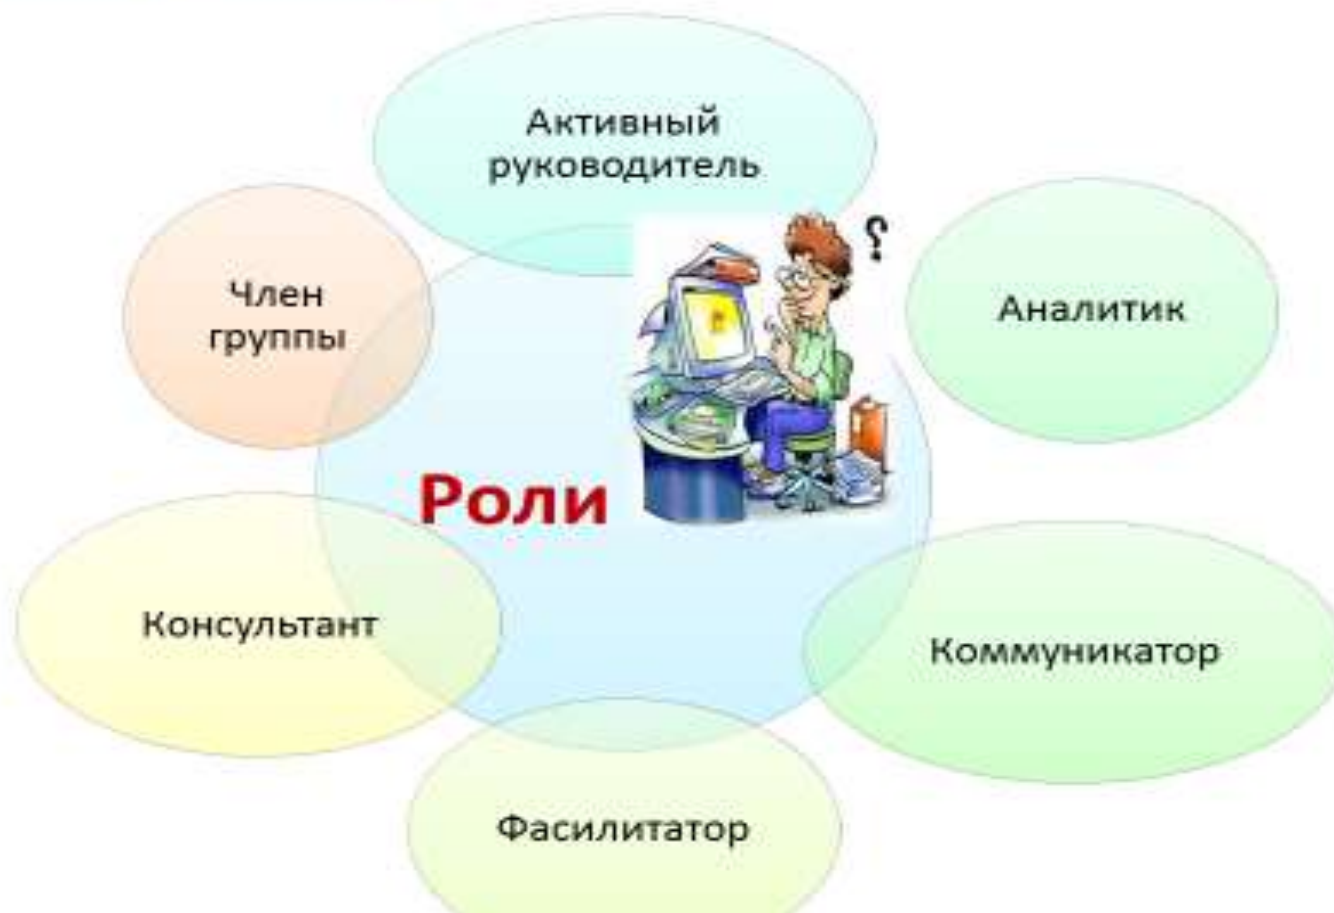 Активный
руководитель
?
Член
группы
Аналитик
Роли
Консультант
Коммуникатор
Фасилитатор